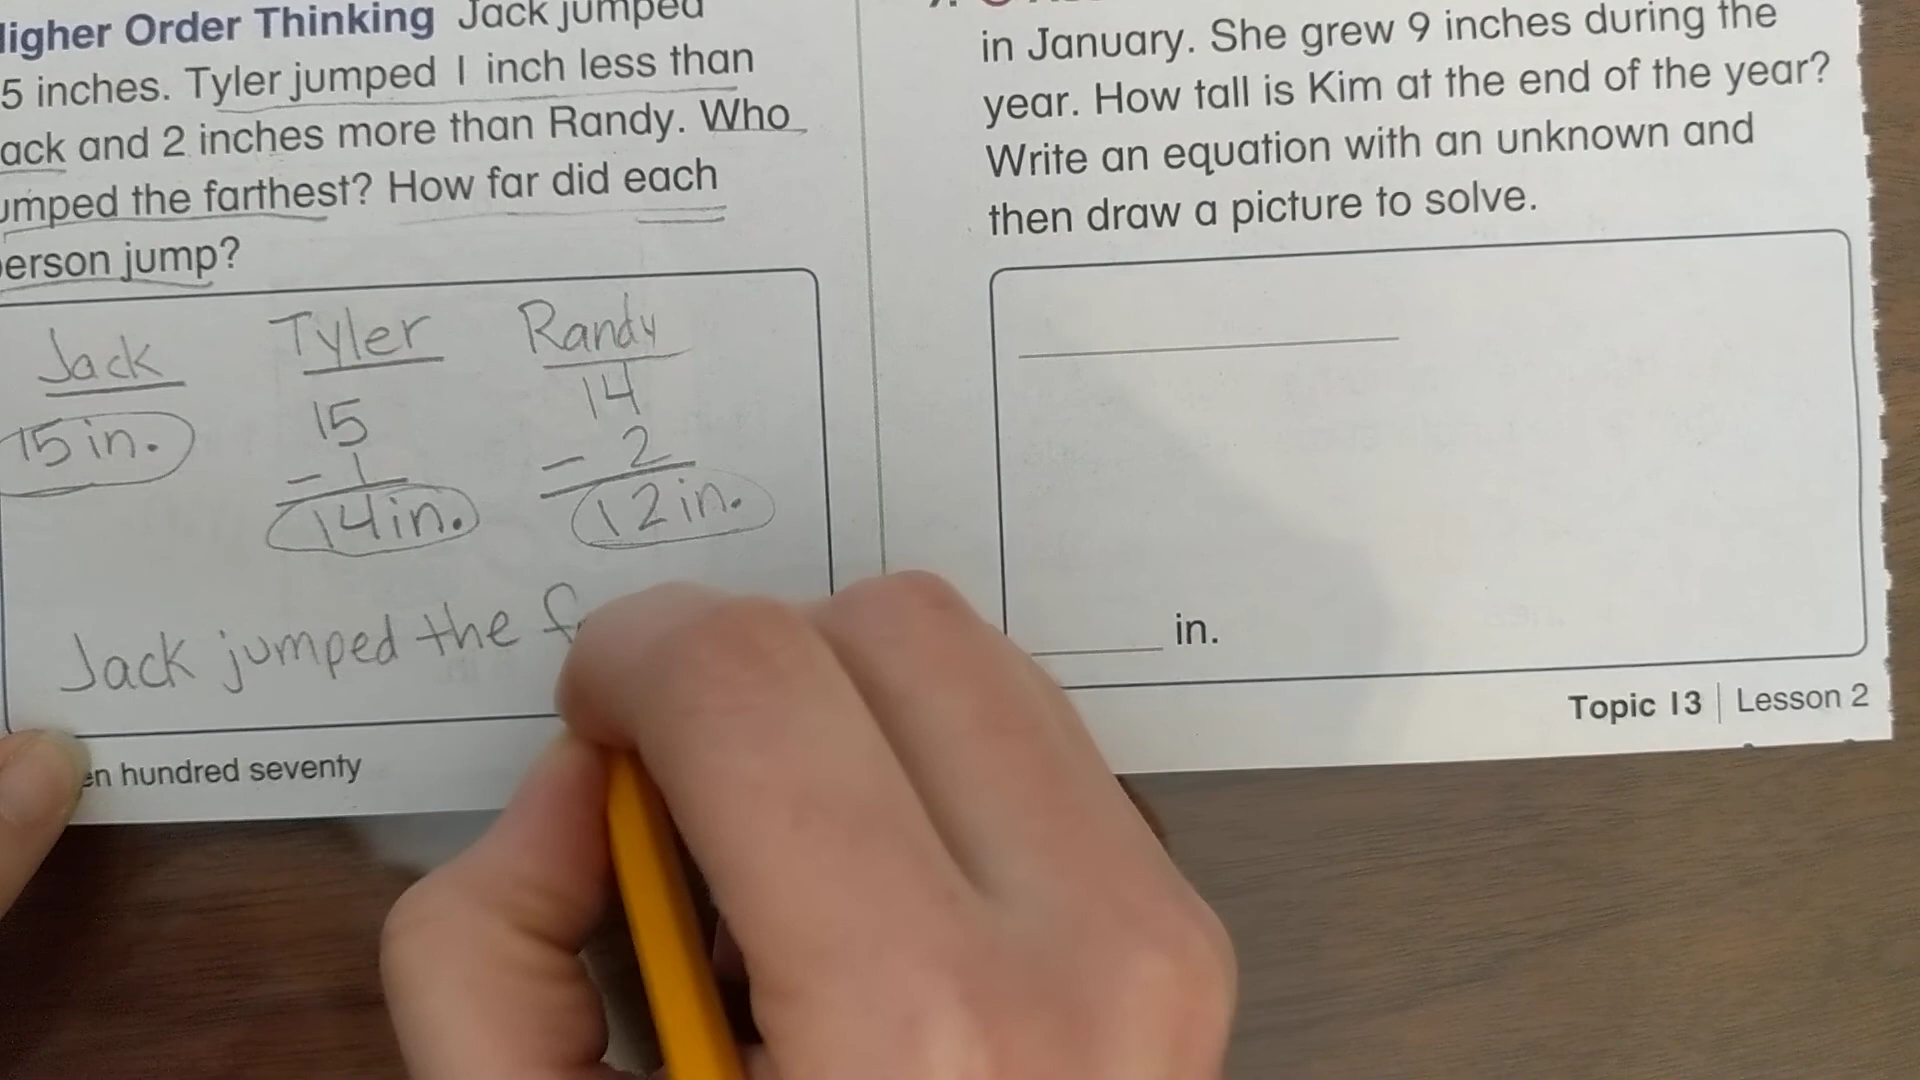 Higher Order Thinking Jack jumped
5 inches. Tyler jumped 1 inch less than
ack and 2 inches more than Randy. Who
umped the farthest? How far did each
erson jump?
Jack
15 in.
Tyler
15
- 1
14 in.
Randy
14
- 2
12 in.
Jack jumped the f
en hundred seventy
in January. She grew 9 inches during the
year. How tall is Kim at the end of the year?
Write an equation with an unknown and
then draw a picture to solve.
in.
Topic 13 | Lesson 2